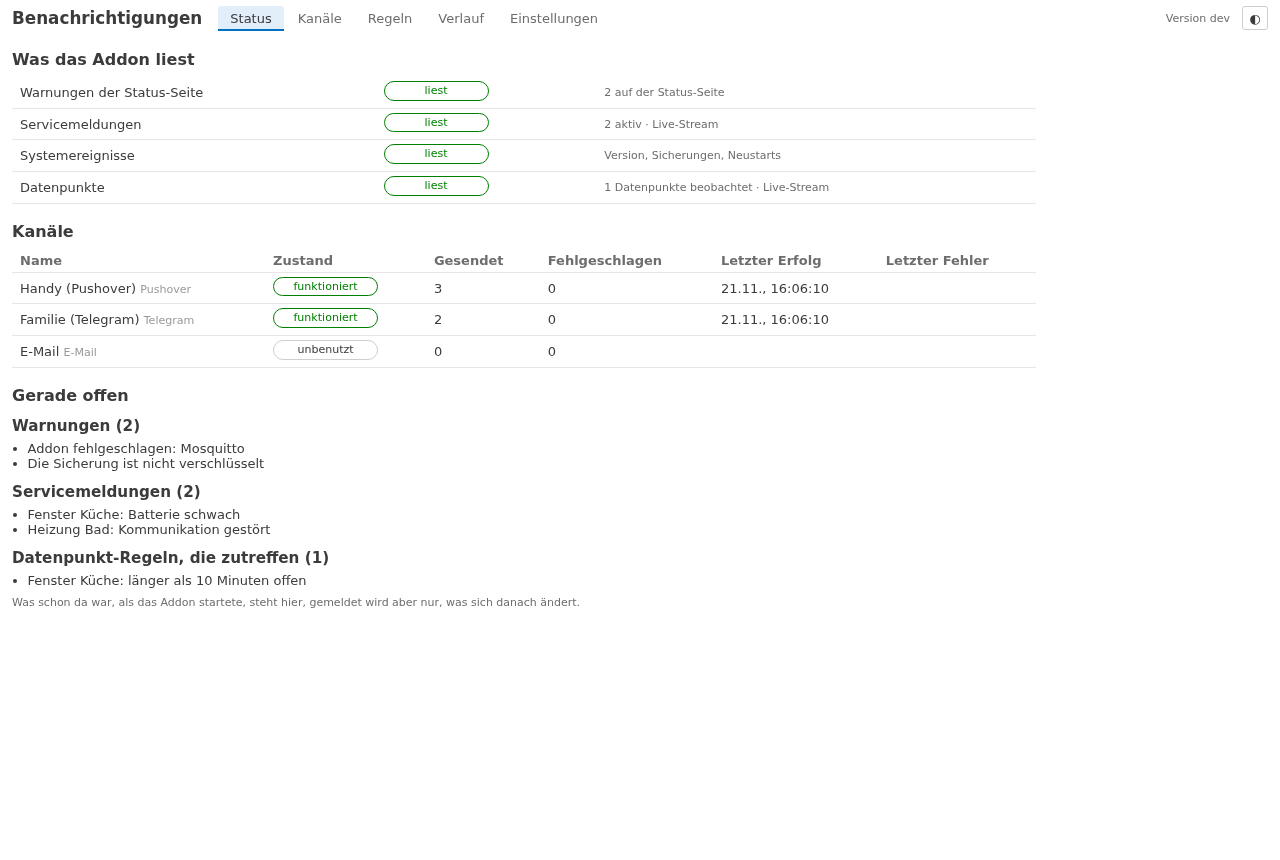 Benachrichtigungen Status Kanäle Regeln Verlauf Einstellungen Version dev
Was das Addon liest
Warnungen der Status-Seite liest 2 auf der Status-Seite
Servicemeldungen liest 2 aktiv · Live-Stream
Systemereignisse liest Version, Sicherungen, Neustarts
Datenpunkte liest 1 Datenpunkte beobachtet · Live-Stream
Kanäle
Name Zustand Gesendet Fehlgeschlagen Letzter Erfolg Letzter Fehler
Handy (Pushover) Pushover funktioniert 3 0 21.11., 16:06:10
Familie (Telegram) Telegram funktioniert 2 0 21.11., 16:06:10
E-Mail E-Mail unbenutzt 0 0
Gerade offen
Warnungen (2)
• Addon fehlgeschlagen: Mosquitto
• Die Sicherung ist nicht verschlüsselt
Servicemeldungen (2)
• Fenster Küche: Batterie schwach
• Heizung Bad: Kommunikation gestört
Datenpunkt-Regeln, die zutreffen (1)
• Fenster Küche: länger als 10 Minuten offen
Was schon da war, als das Addon startete, steht hier, gemeldet wird aber nur, was sich danach ändert.